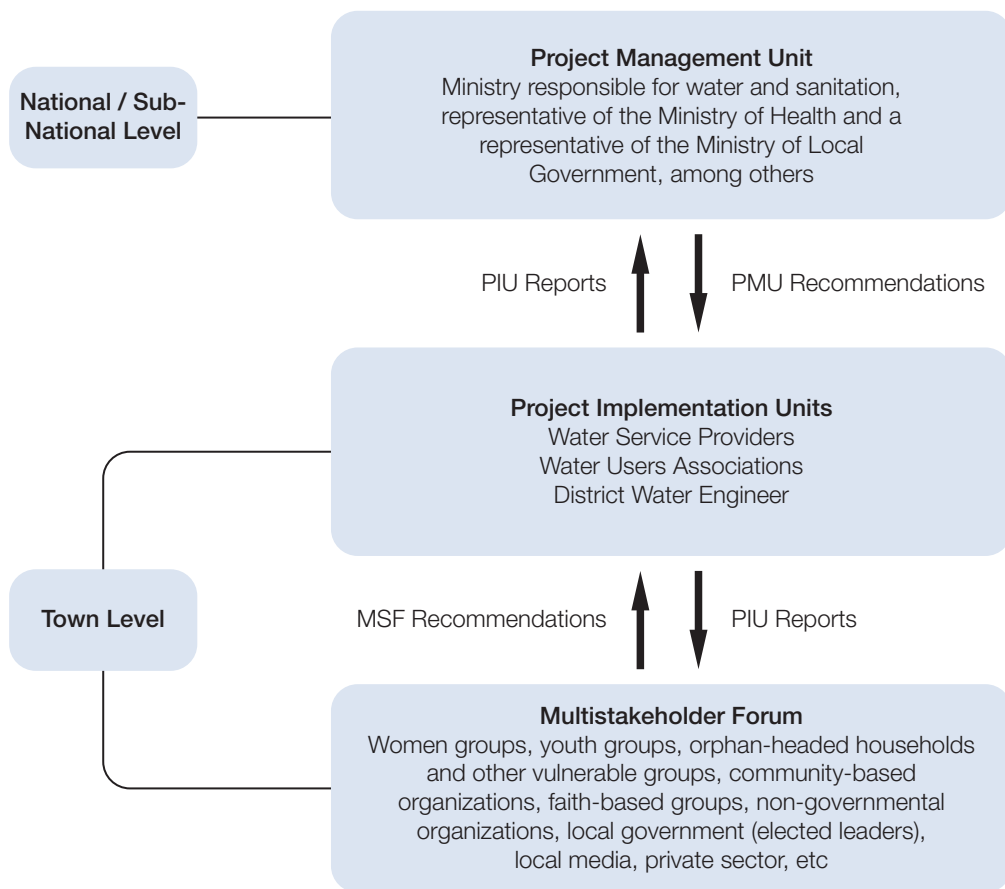 National / Sub-
National Level
Project Management Unit
Ministry responsible for water and sanitation,
representative of the Ministry of Health and a
representative of the Ministry of Local
Government, among others
PIU Reports
PMU Recommendations
Project Implementation Units
Water Service Providers
Water Users Associations
District Water Engineer
Town Level
MSF Recommendations
PIU Reports
Multistakeholder Forum
Women groups, youth groups, orphan-headed households
and other vulnerable groups, community-based
organizations, faith-based groups, non-governmental
organizations, local government (elected leaders),
local media, private sector, etc